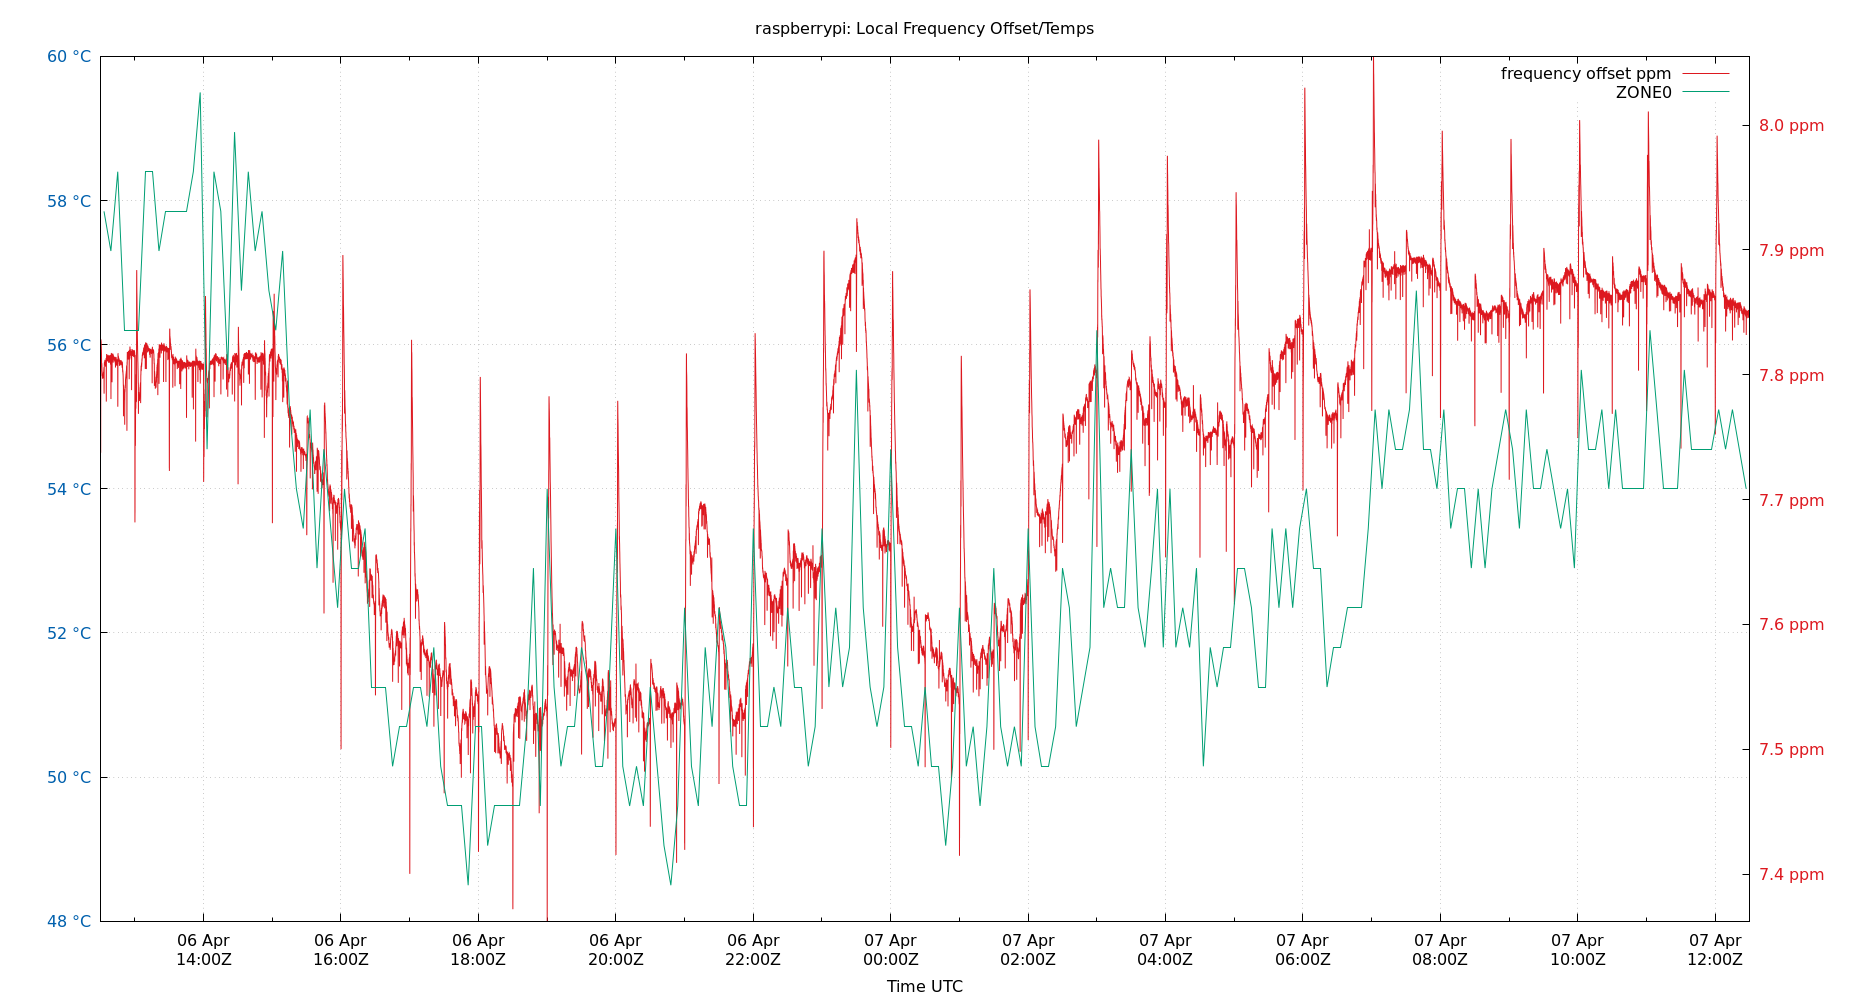 raspberrypi: Local Frequency Offset/Temps
frequency offset ppm
ZONE0
60 °C
58 °C
56 °C
54 °C
52 °C
50 °C
48 °C
8.0 ppm
7.9 ppm
7.8 ppm
7.7 ppm
7.6 ppm
7.5 ppm
7.4 ppm
06 Apr
14:00Z
06 Apr
16:00Z
06 Apr
18:00Z
06 Apr
20:00Z
06 Apr
22:00Z
07 Apr
00:00Z
07 Apr
02:00Z
07 Apr
04:00Z
07 Apr
06:00Z
07 Apr
08:00Z
07 Apr
10:00Z
07 Apr
12:00Z
Time UTC